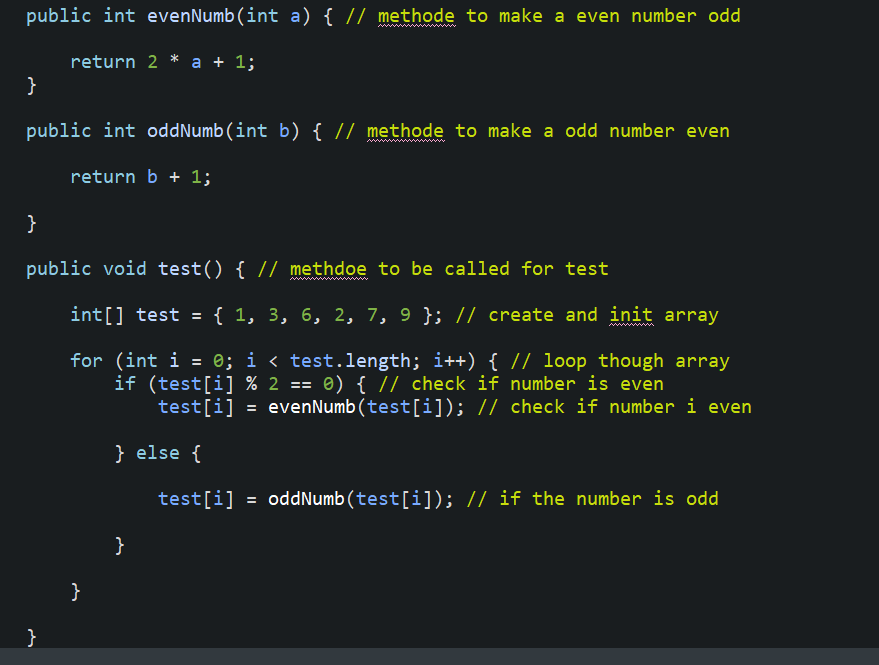 public int evenNumb(int a) { // methode to make a even number odd
return 2 * a + 1;
}
public int oddNumb(int b) { // methode to make a odd number even
return b + 1;
}
public void test() { // methdoe to be called for test
int[] test = { 1, 3, 6, 2, 7, 9 }; // create and init array
for (int i = 0; i < test.length; i++) { // loop though array
if (test[i] % 2 == 0) { // check if number is even
test[i] = evenNumb(test[i]); // check if number i even
} else {
test[i] = oddNumb(test[i]); // if the number is odd
}
}
}